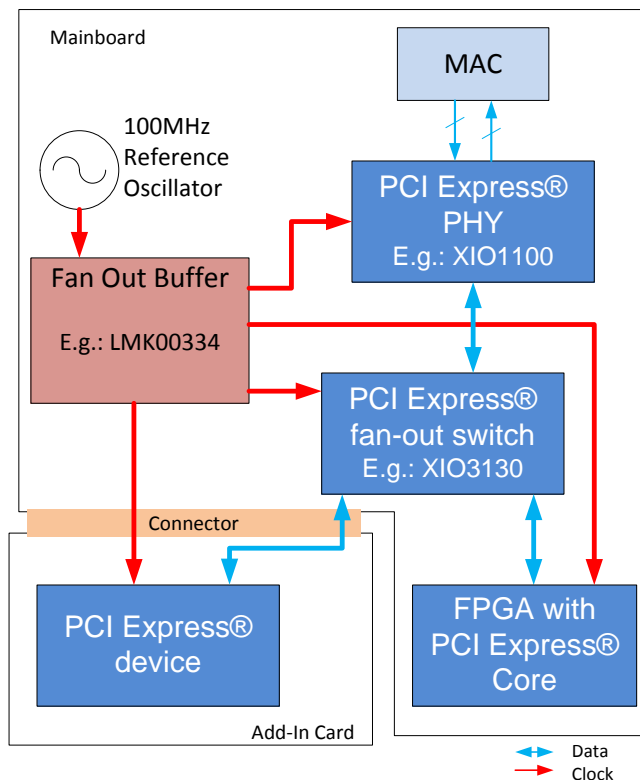 Mainboard
MAC
100MHz
Reference
Oscillator
PCI Express®
PHY
E.g.: XIO1100
Fan Out Buffer
E.g.: LMK00334
PCI Express®
fan-out switch
E.g.: XIO3130
Connector
PCI Express®
device
FPGA with
PCI Express®
Core
Add-In Card
Data
Clock